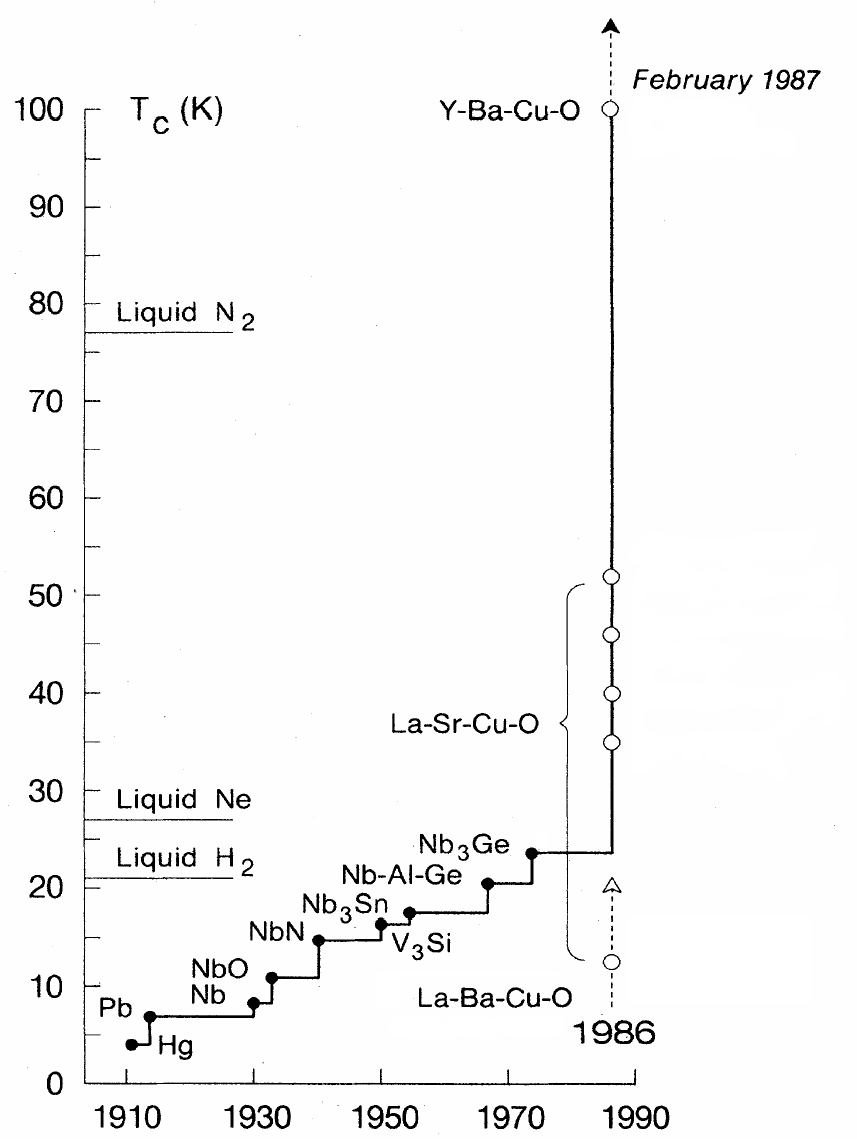 February 1987
100 T_c (K) Y-Ba-Cu-O
90
80
Liquid N₂
70
60
50
40
La-Sr-Cu-O
30
Liquid Ne
Nb₃Ge
Liquid H₂
Nb-Al-Ge
20
Nb₃Sn
NbN
V₃Si
NbO
10
Nb
La-Ba-Cu-O
Pb
1986
Hg
0
1910 1930 1950 1970 1990